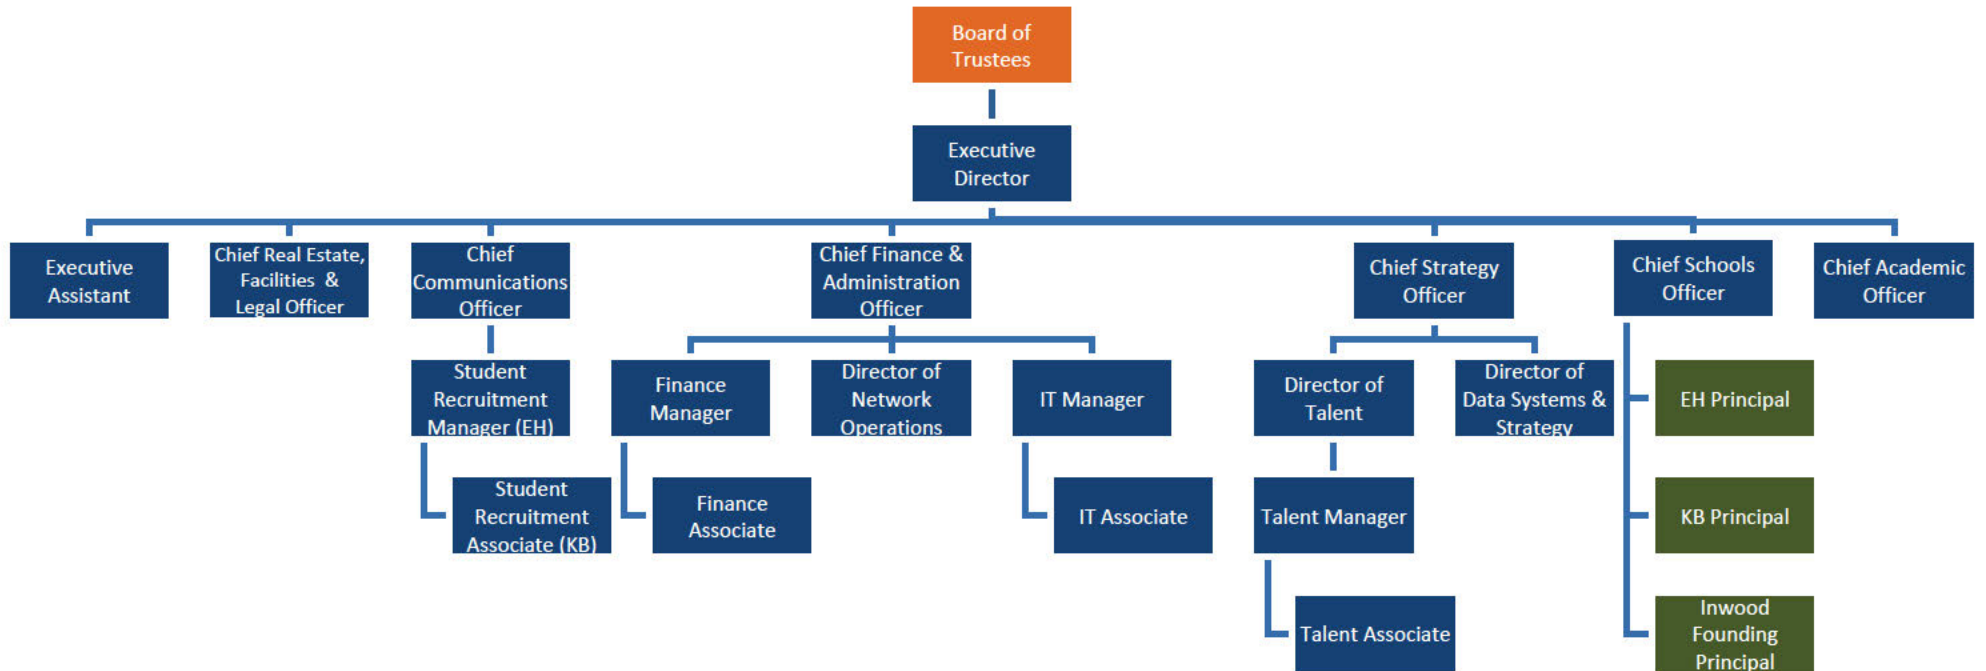 Board of
Trustees
Executive
Director
Executive
Assistant
Chief Real Estate,
Facilities &
Legal Officer
Chief
Communications
Officer
Chief Finance &
Administration
Officer
Chief Strategy
Officer
Chief Schools
Officer
Chief Academic
Officer
Student
Recruitment
Manager (EH)
Finance
Manager
Director of
Network
Operations
IT Manager
Director of
Talent
Director of
Data Systems &
Strategy
EH Principal
Student
Recruitment
Associate (KB)
Finance
Associate
IT Associate
Talent Manager
KB Principal
Talent Associate
Inwood
Founding
Principal